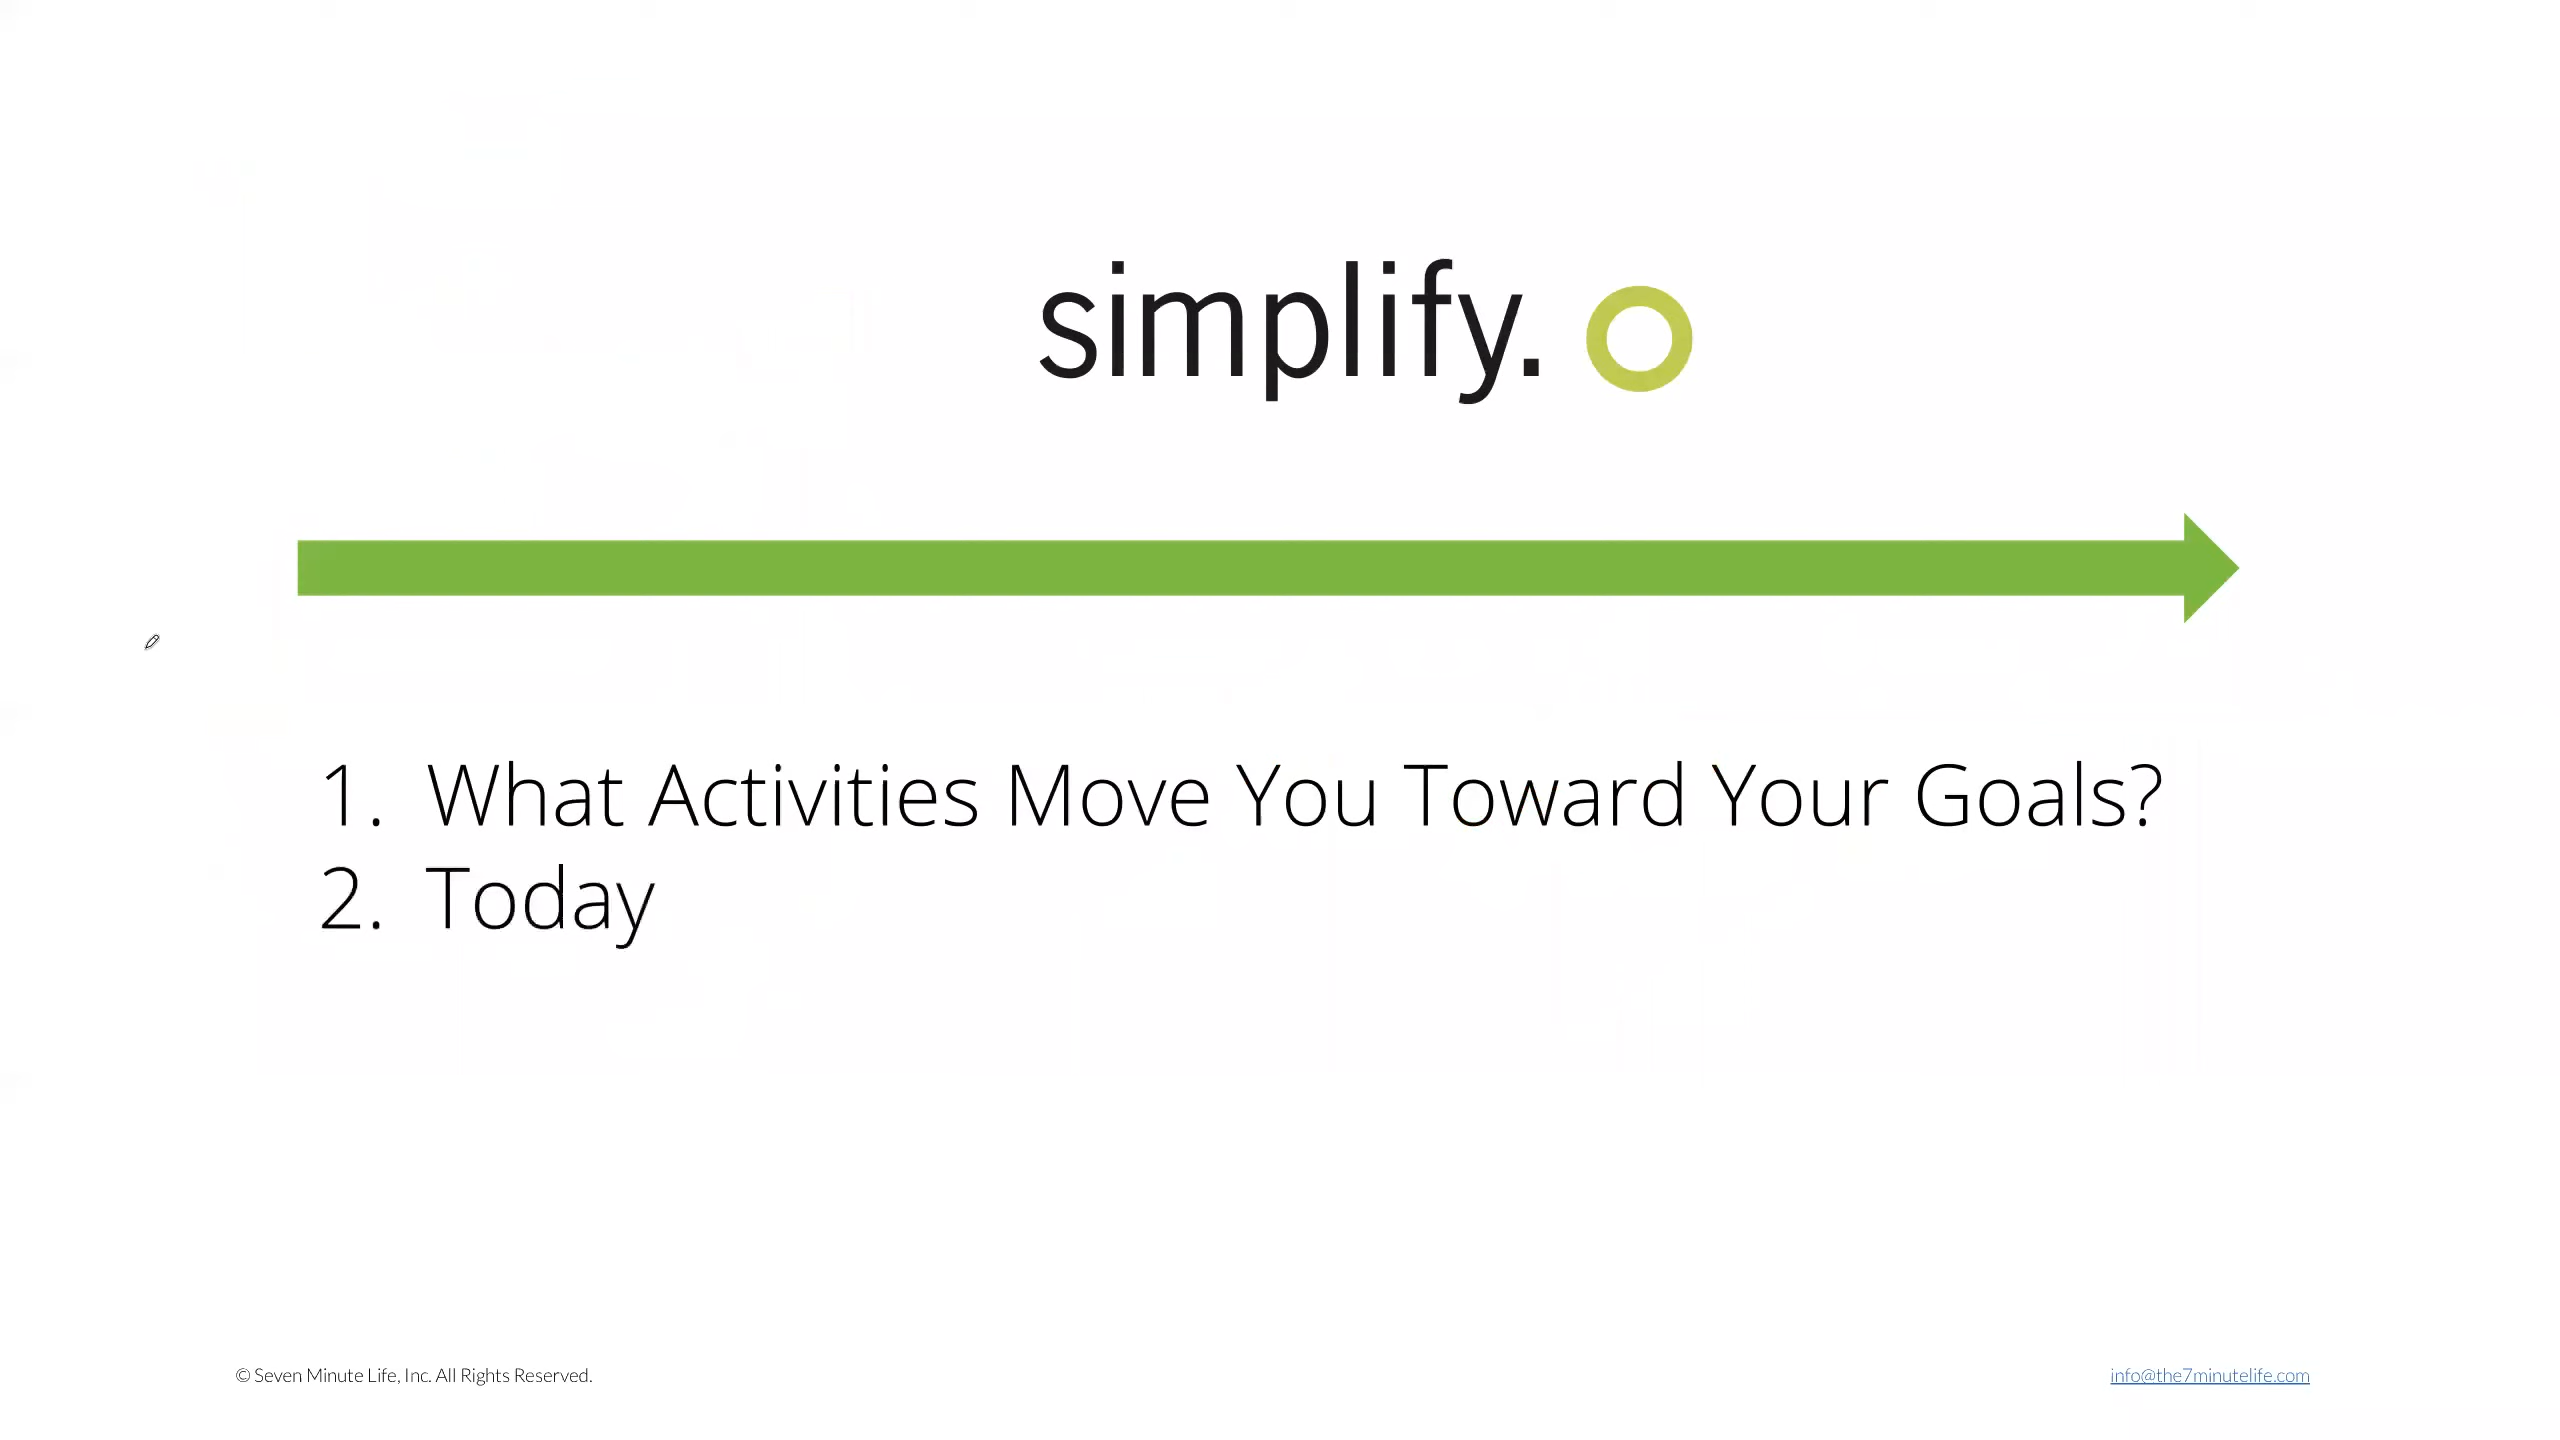 simplify.
1. What Activities Move You Toward Your Goals?
2. Today
© Seven Minute Life, Inc. All Rights Reserved.
info@the7minutelife.com